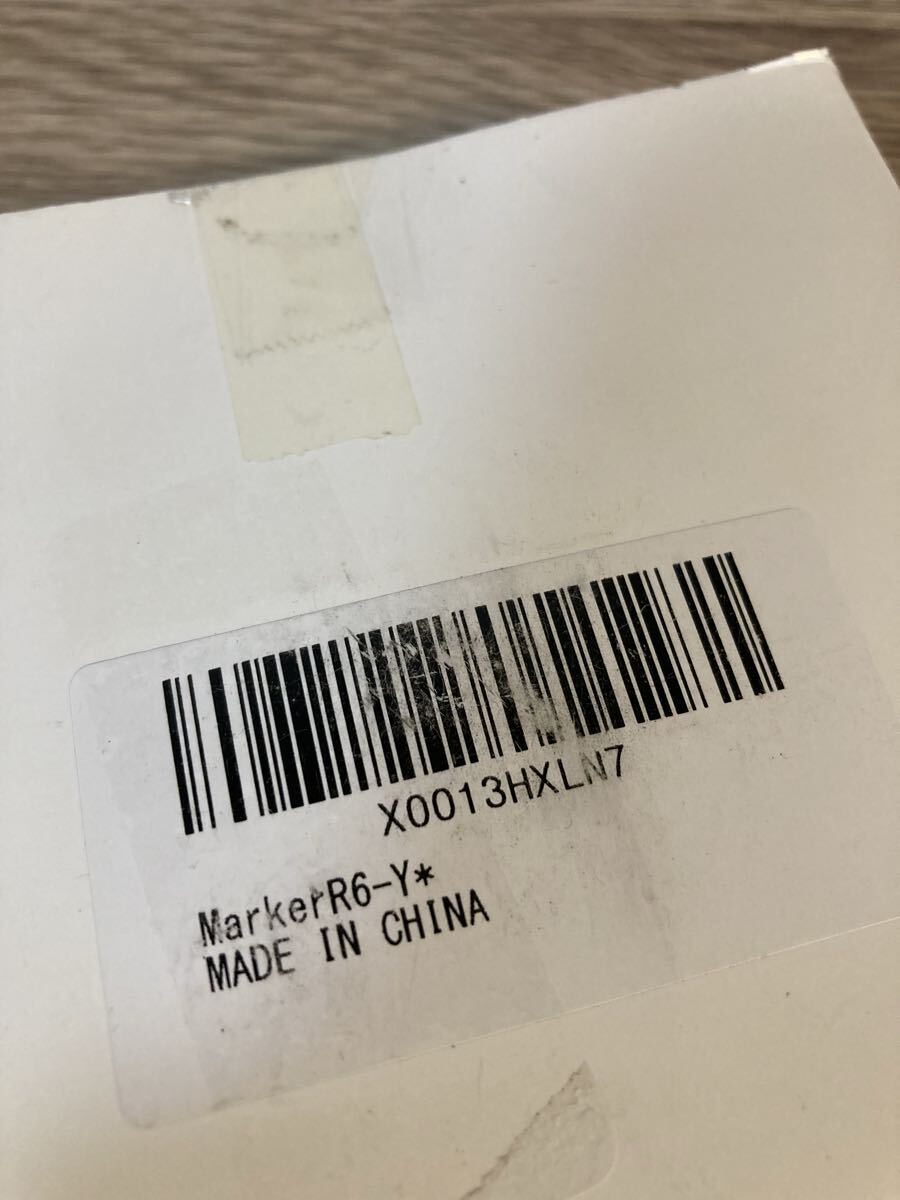 X0013HXLN7
MarkerR6-Y*
MADE IN CHINA